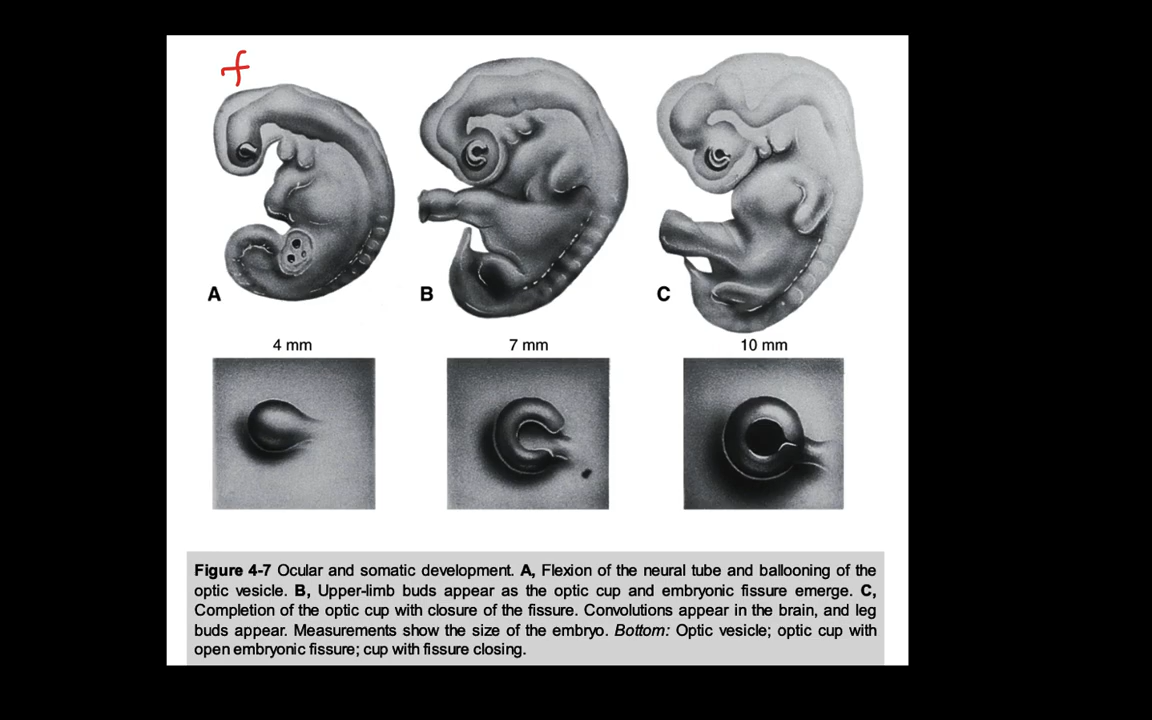 f
A
B
C
4 mm
7 mm
10 mm
Figure 4-7 Ocular and somatic development. A, Flexion of the neural tube and ballooning of the
optic vesicle. B, Upper-limb buds appear as the optic cup and embryonic fissure emerge. C,
Completion of the optic cup with closure of the fissure. Convolutions appear in the brain, and leg
buds appear. Measurements show the size of the embryo. Bottom: Optic vesicle; optic cup with
open embryonic fissure; cup with fissure closing.